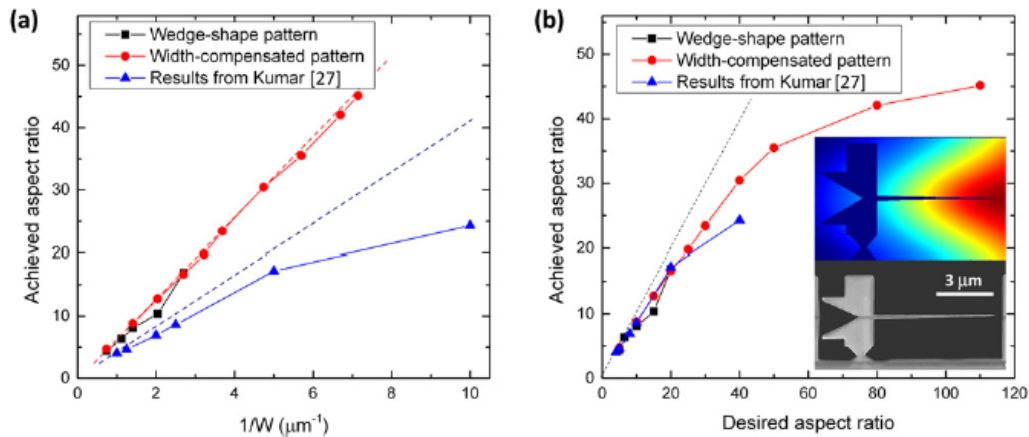 (a)
Wedge-shape pattern
Width-compensated pattern
Results from Kumar [27]
Achieved aspect ratio
50
40
30
20
10
0
0 2 4 6 8 10
1/W (μm⁻¹)
(b)
Wedge-shape pattern
Width-compensated pattern
Results from Kumar [27]
Achieved aspect ratio
50
40
30
20
10
0
3 μm
0 20 40 60 80 100 120
Desired aspect ratio